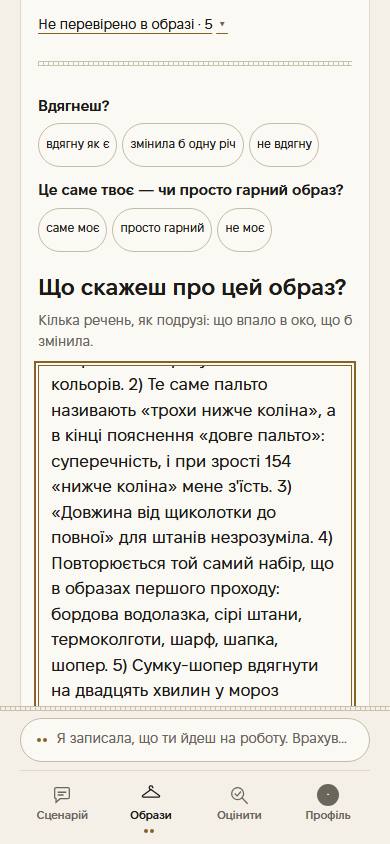 Не перевірено в образі · 5
Вдягнеш?
вдягну як є
змінила б одну річ
не вдягну
Це саме твоє — чи просто гарний образ?
саме моє
просто гарний
не моє
Що скажеш про цей образ?
Кілька речень, як подрузі: що впало в око, що б
змінила.
кольорів. 2) Те саме пальто
називають «трохи нижче коліна», а
в кінці пояснення «довге пальто»:
суперечність, і при зрості 154
«нижче коліна» мене з'їсть. 3)
«Довжина від щиколотки до
повної» для штанів незрозуміла. 4)
Повторюється той самий набір, що
в образах першого проходу:
бордова водолазка, сірі штани,
термоколготи, шарф, шапка,
шопер. 5) Сумку-шопер вдягнути
на двадцять хвилин у мороз
Я записала, що ти йдеш на роботу. Врахув...
Сценарій
Образи
Оцінити
Профіль